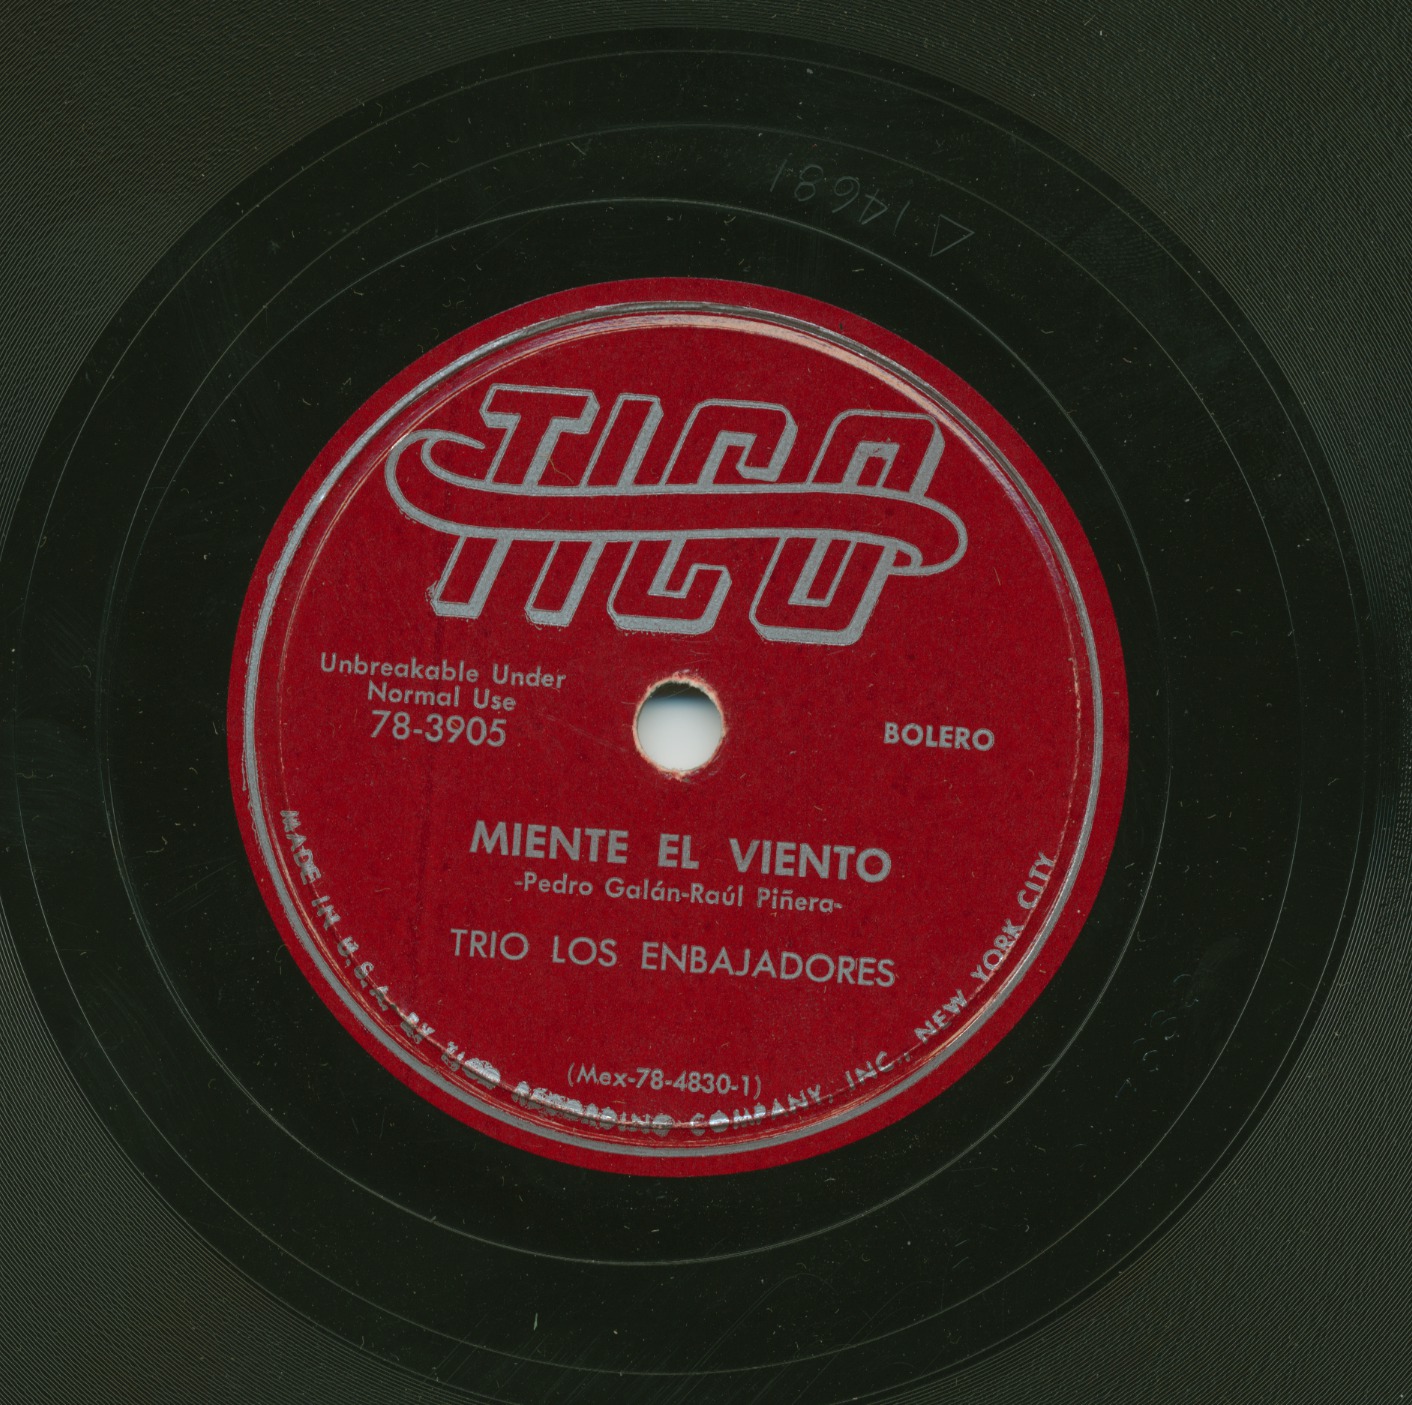 TICO
Unbreakable Under
Normal Use
78-3905
BOLERO
MIENTE EL VIENTO
-Pedro Galán-Raúl Piñera-
TRIO LOS ENBAJADORES
(Mex-78-4830-1)
MADE IN U.S.A. BY TICO RECORDING COMPANY, INC., NEW YORK CITY
△14681